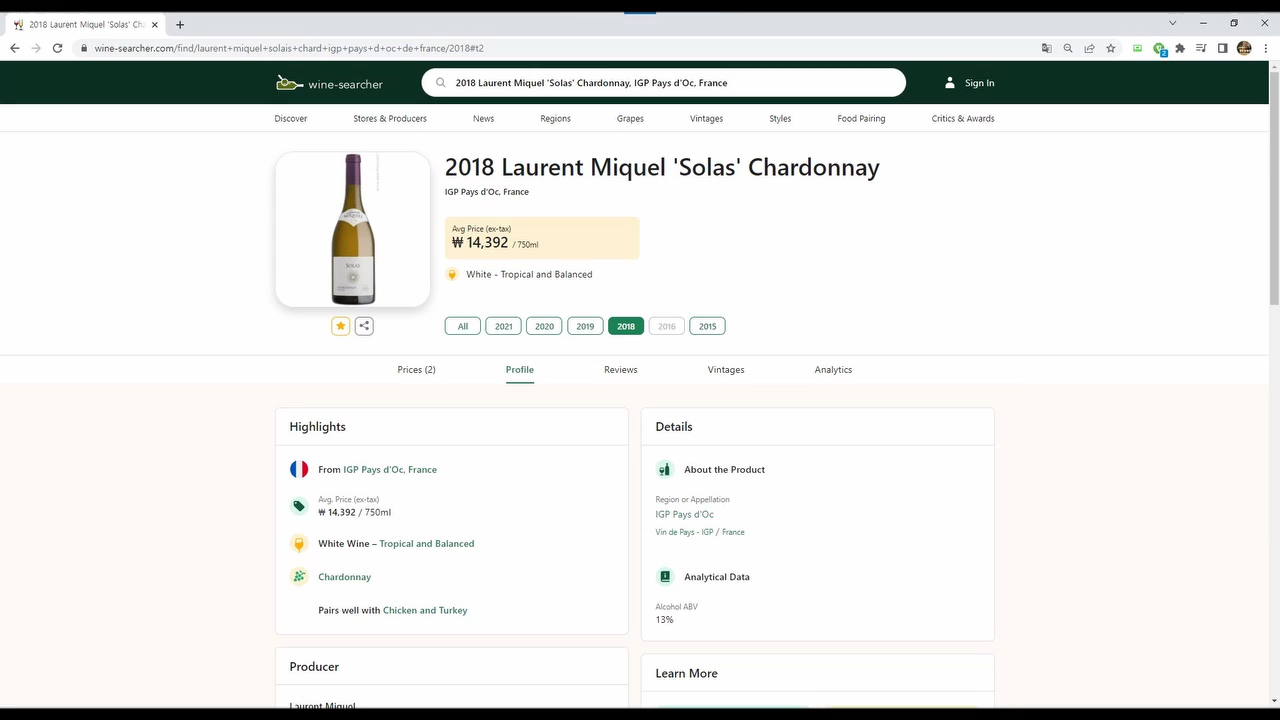 2018 Laurent Miquel 'Solas' Ch
wine-searcher.com/find/laurent+miquel+solais+chard+igp+pays+d+oc+de+france/2018#t2
2
wine-searcher
2018 Laurent Miquel 'Solas' Chardonnay, IGP Pays d'Oc, France
Sign In
Discover
Stores & Producers
News
Regions
Grapes
Vintages
Styles
Food Pairing
Critics & Awards
2018 Laurent Miquel 'Solas' Chardonnay
IGP Pays d'Oc, France
Avg Price (ex-tax)
₩ 14,392 / 750ml
White - Tropical and Balanced
MIQUEL
SOLAS
All
2021
2020
2019
2018
2016
2015
Prices (2)
Profile
Reviews
Vintages
Analytics
Highlights
From IGP Pays d'Oc, France
Avg. Price (ex-tax)
₩ 14,392 / 750ml
White Wine – Tropical and Balanced
Chardonnay
Pairs well with Chicken and Turkey
Producer
Laurent Miquel
Details
About the Product
Region or Appellation
IGP Pays d'Oc
Vin de Pays - IGP / France
Analytical Data
Alcohol ABV
13%
Learn More